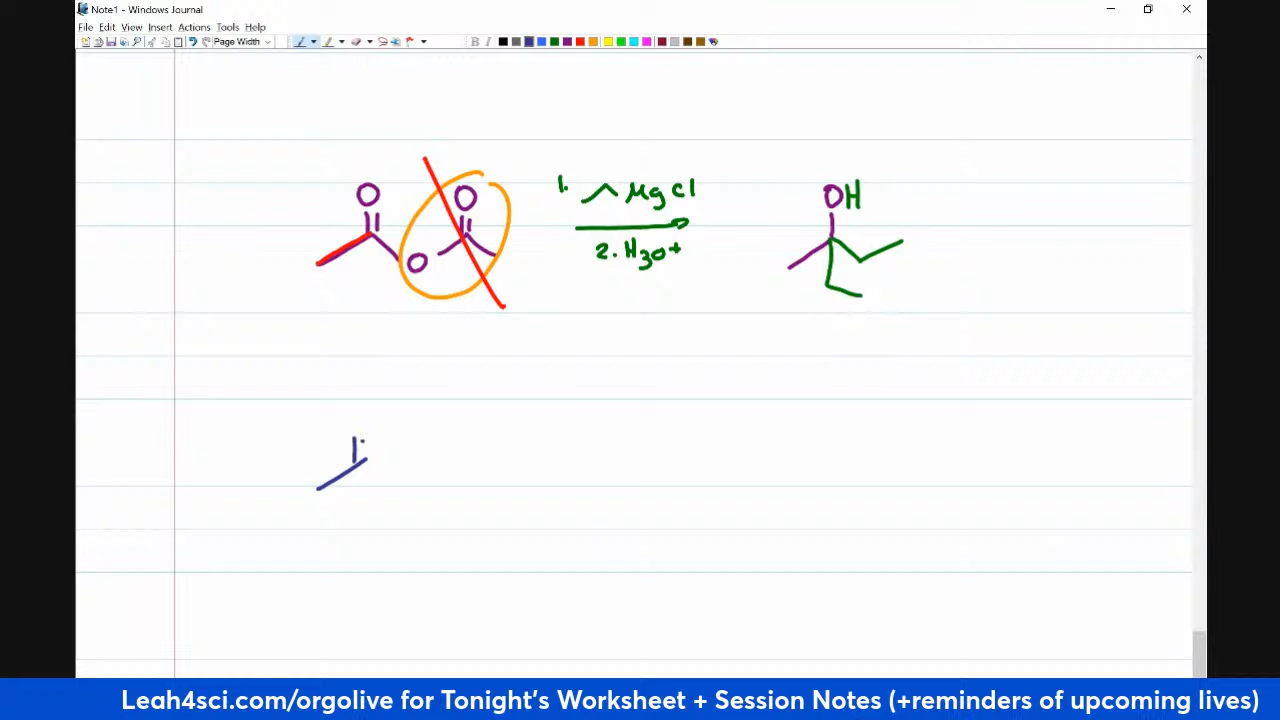 Note1 - Windows Journal
File Edit View Insert Actions Tools Help
Page Width
B I
O O
O
1. MgCl
2. H3O+
OH
Leah4sci.com/orgolive for Tonight's Worksheet + Session Notes (+reminders of upcoming lives)